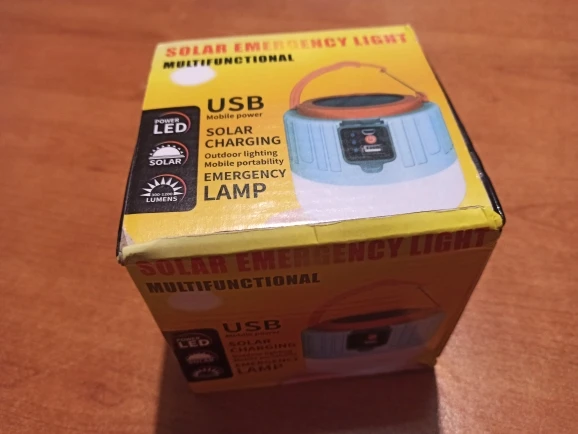 SOLAR EMERGENCY LIGHT
MULTIFUNCTIONAL
POWER
LED
SOLAR
LUMENS
USB
Mobile power
SOLAR
CHARGING
Outdoor lighting
Mobile portability
EMERGENCY
LAMP
SOLAR EMERGENCY LIGHT
MULTIFUNCTIONAL
LED
USB
SOLAR
CHARGING
EMERGENCY
LAMP